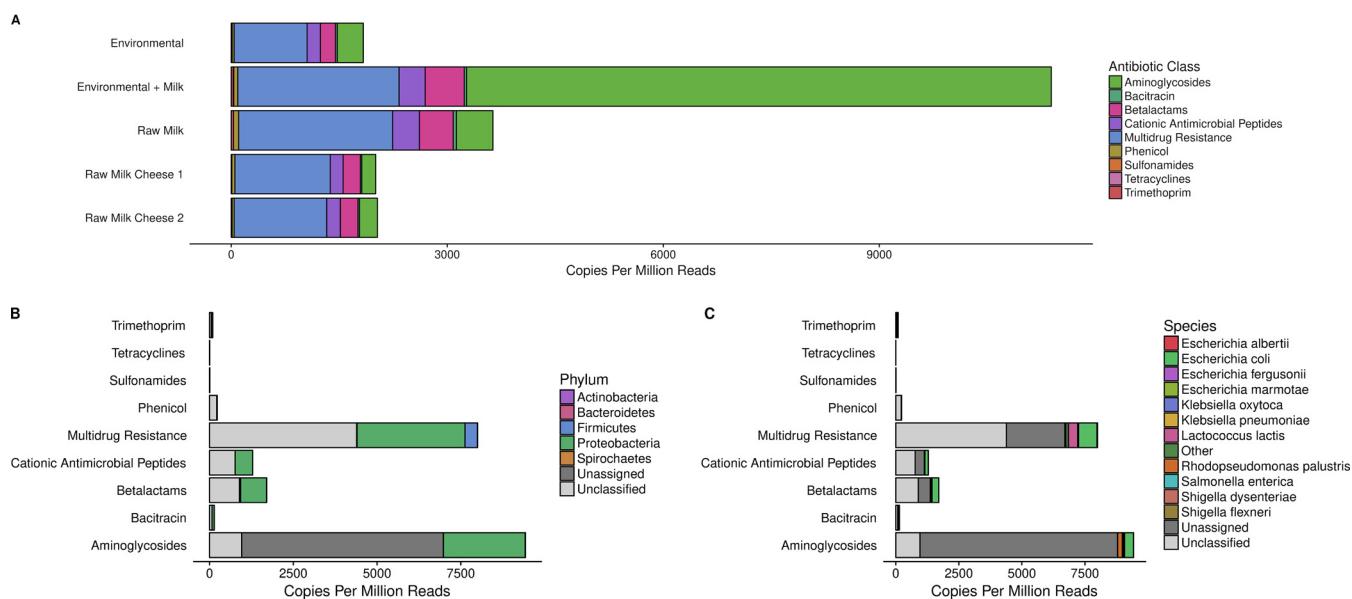 A
Environmental
Environmental + Milk
Raw Milk
Raw Milk Cheese 1
Raw Milk Cheese 2
0 3000 6000 9000
Copies Per Million Reads
Antibiotic Class
Aminoglycosides
Bacitracin
Betalactams
Cationic Antimicrobial Peptides
Multidrug Resistance
Phenicol
Sulfonamides
Tetracyclines
Trimethoprim
B
Trimethoprim
Tetracyclines
Sulfonamides
Phenicol
Multidrug Resistance
Cationic Antimicrobial Peptides
Betalactams
Bacitracin
Aminoglycosides
0 2500 5000 7500
Copies Per Million Reads
Phylum
Actinobacteria
Bacteroidetes
Firmicutes
Proteobacteria
Spirochaetes
Unassigned
Unclassified
C
Trimethoprim
Tetracyclines
Sulfonamides
Phenicol
Multidrug Resistance
Cationic Antimicrobial Peptides
Betalactams
Bacitracin
Aminoglycosides
0 2500 5000 7500
Copies Per Million Reads
Species
Escherichia albertii
Escherichia coli
Escherichia fergusonii
Escherichia marmotae
Klebsiella oxytoca
Klebsiella pneumoniae
Lactococcus lactis
Other
Rhodopseudomonas palustris
Salmonella enterica
Shigella dysenteriae
Shigella flexneri
Unassigned
Unclassified